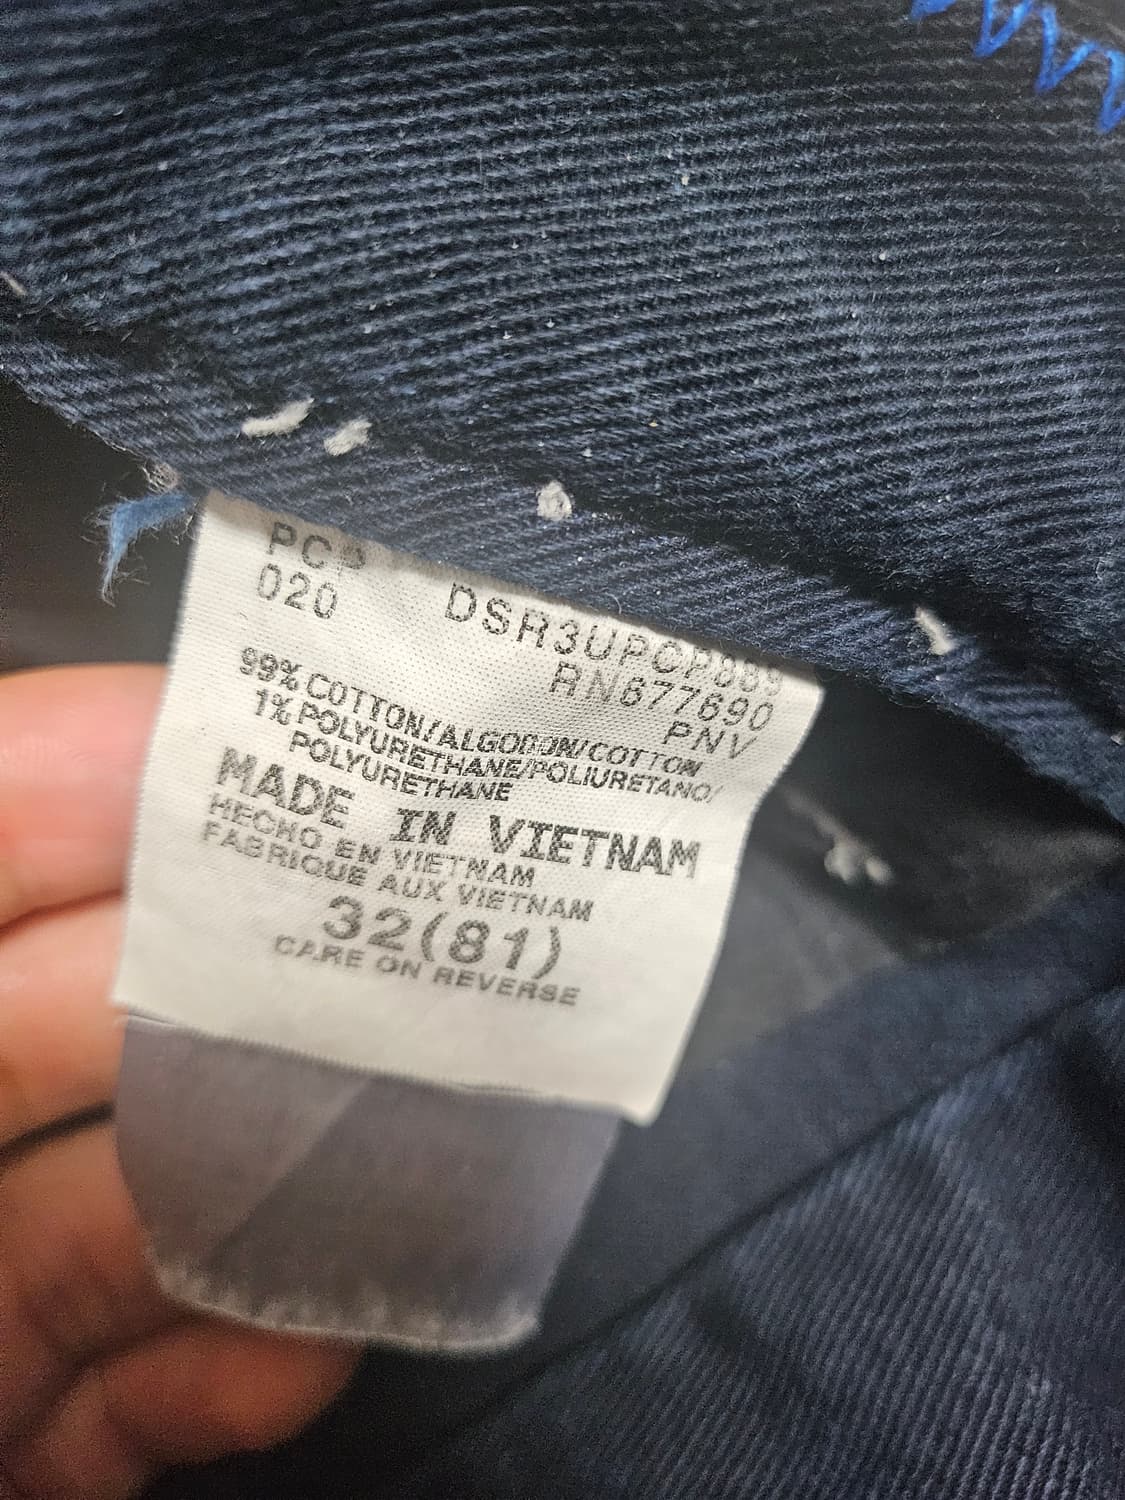 PCP
020
DSR3UPCP889
RN677690
PNV
99% COTTON/ALGODON/COTTON
1% POLYURETHANE/POLIURETANO/
POLYURETHANE
MADE IN VIETNAM
HECHO EN VIETNAM
FABRIQUE AUX VIETNAM
32(81)
CARE ON REVERSE